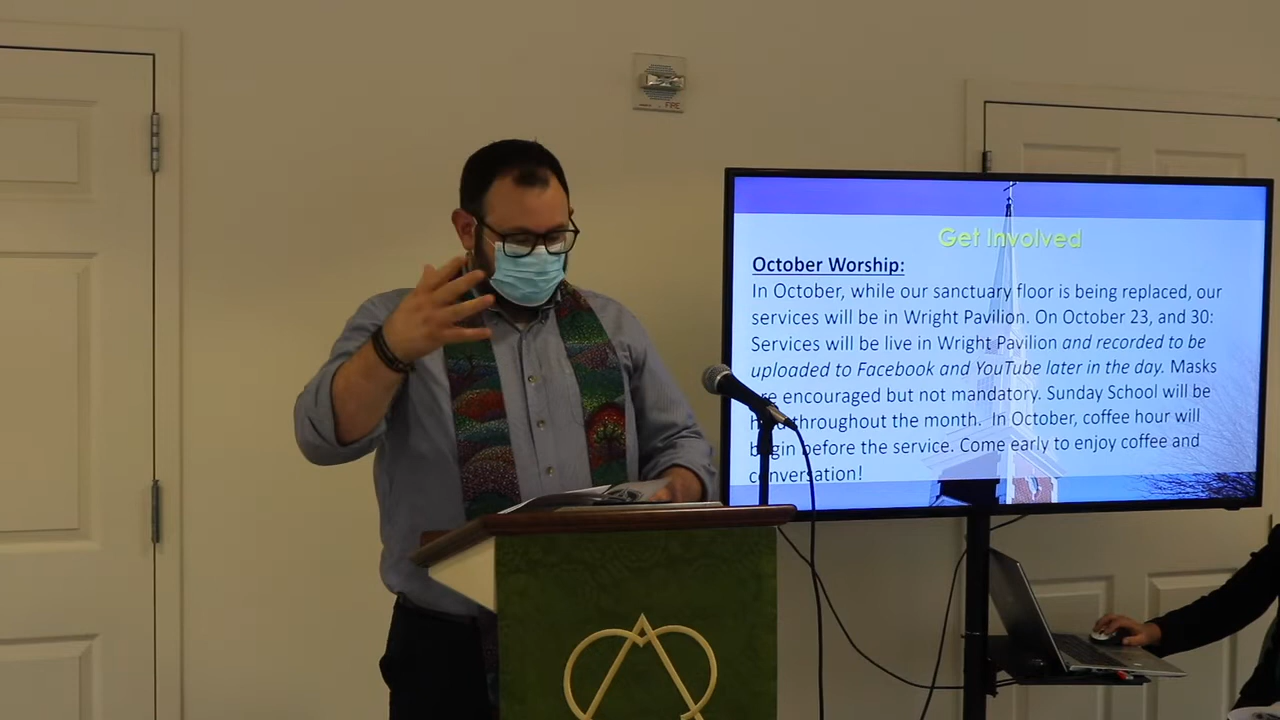 FIRE
Get Involved
October Worship:
In October, while our sanctuary floor is being replaced, our
services will be in Wright Pavilion. On October 23, and 30:
Services will be live in Wright Pavilion and recorded to be
uploaded to Facebook and YouTube later in the day. Masks
are encouraged but not mandatory. Sunday School will be
throughout the month. In October, coffee hour will
begin before the service. Come early to enjoy coffee and
conversation!